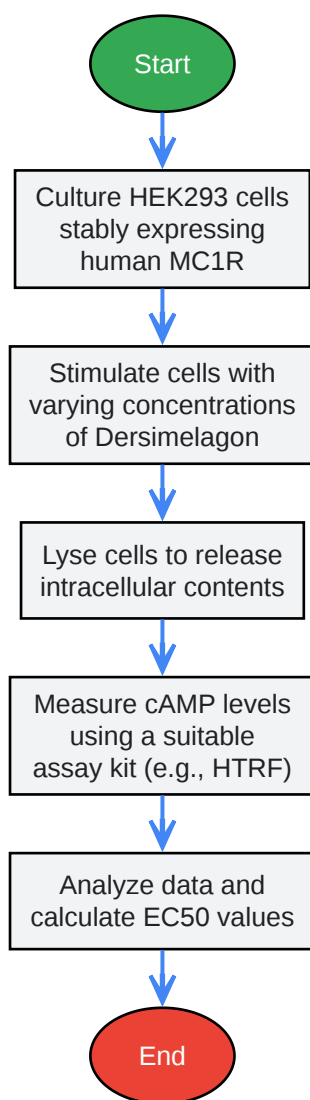 Start
Culture HEK293 cells
stably expressing
human MC1R
Stimulate cells with
varying concentrations
of Dersimelagon
Lyse cells to release
intracellular contents
Measure cAMP levels
using a suitable
assay kit (e.g., HTRF)
Analyze data and
calculate EC50 values
End